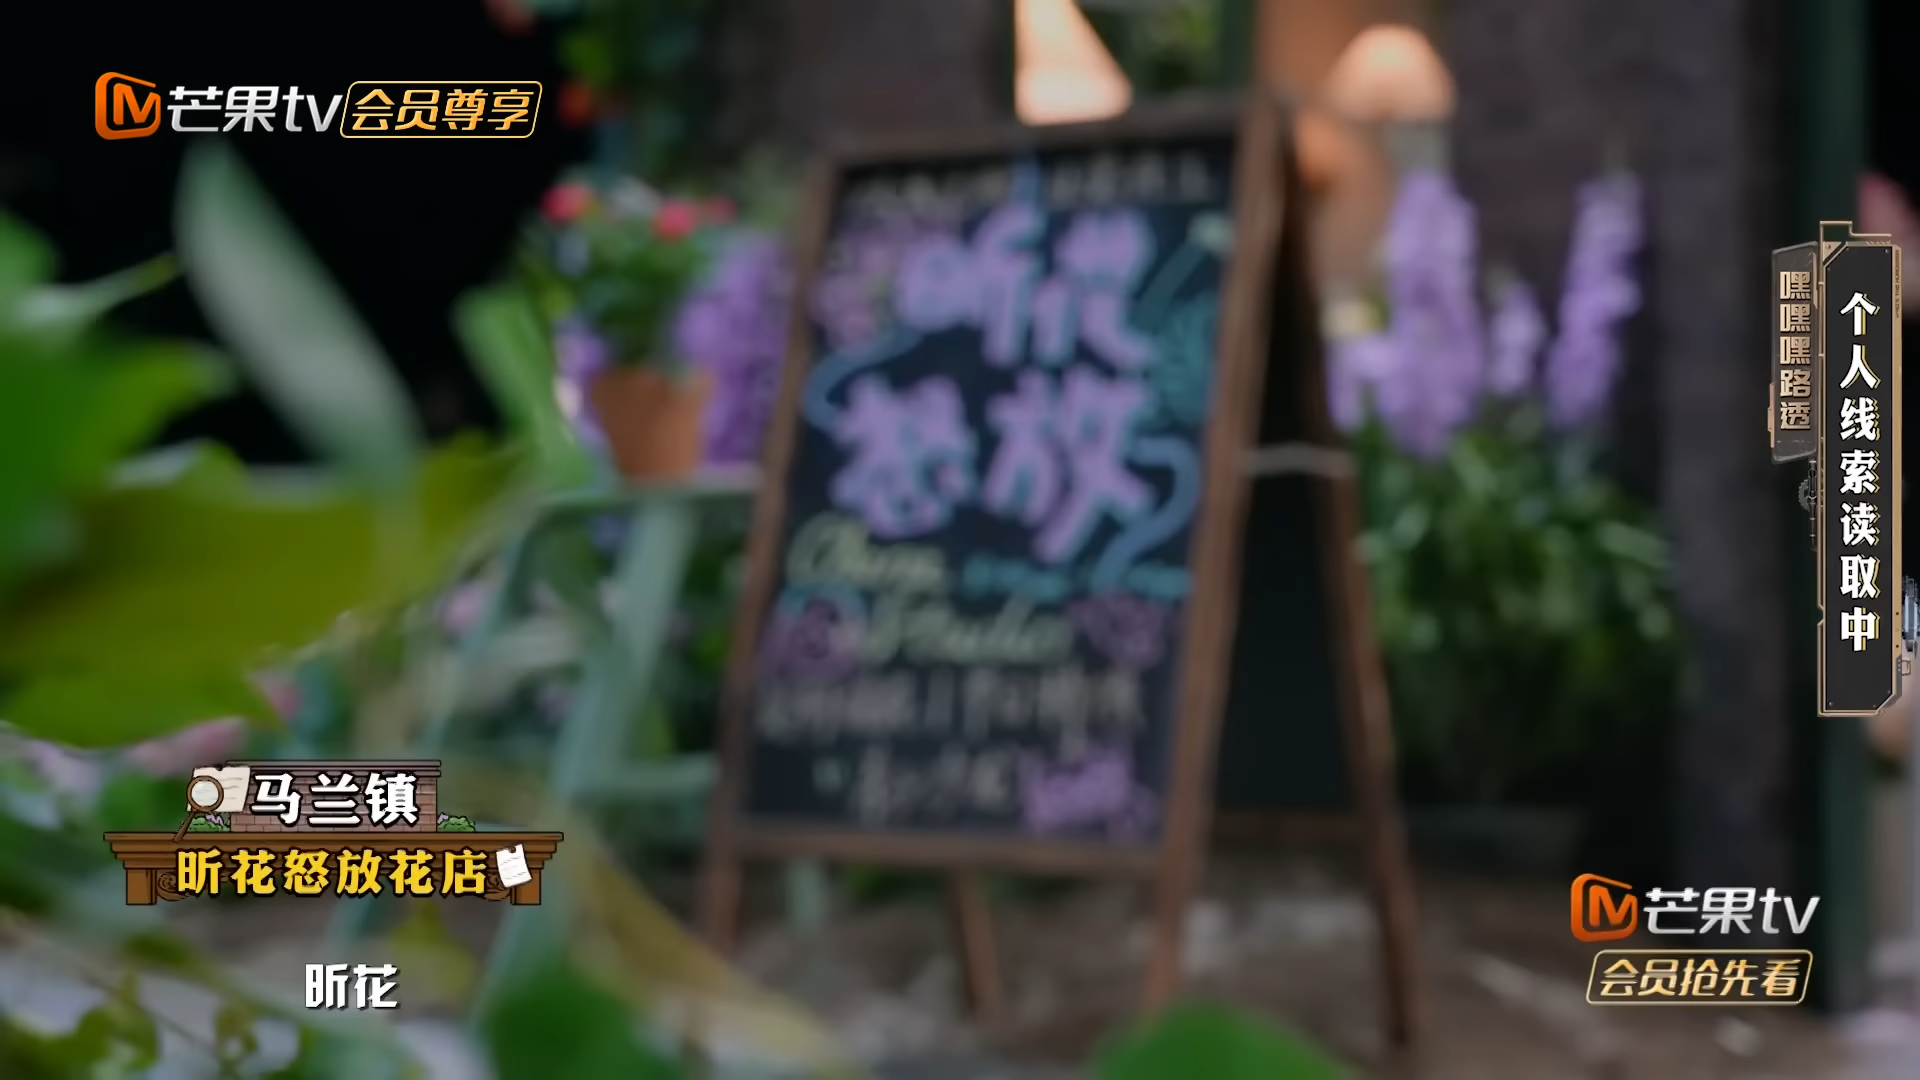 芒果tv会员尊享
嘿嘿嘿路透
个人线索读取中
昕花
怒放
马兰镇
昕花怒放花店
昕花
芒果tv
会员抢先看